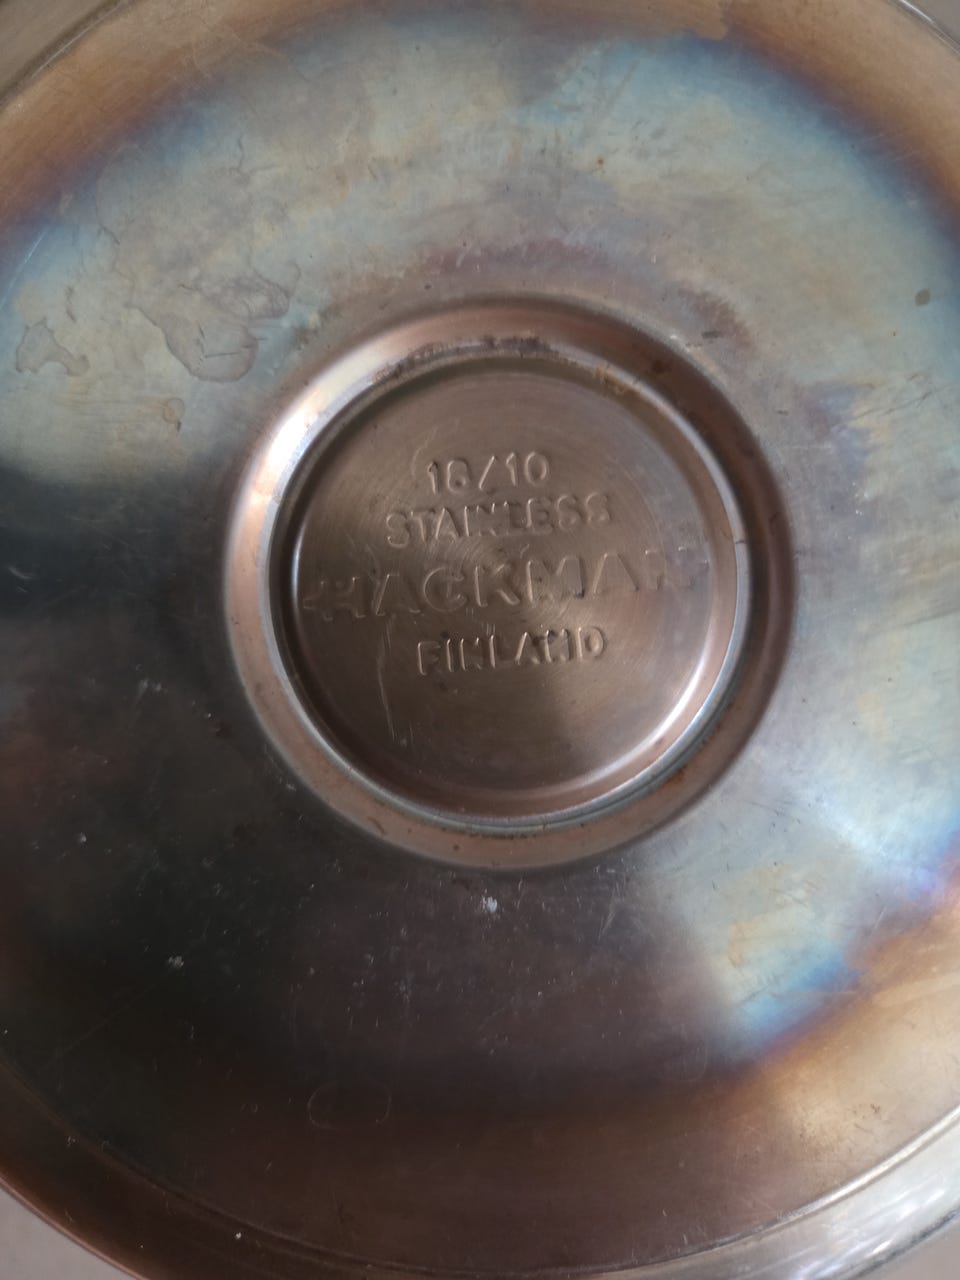 18/10
STAINLESS
HACKMAN
FINLAND